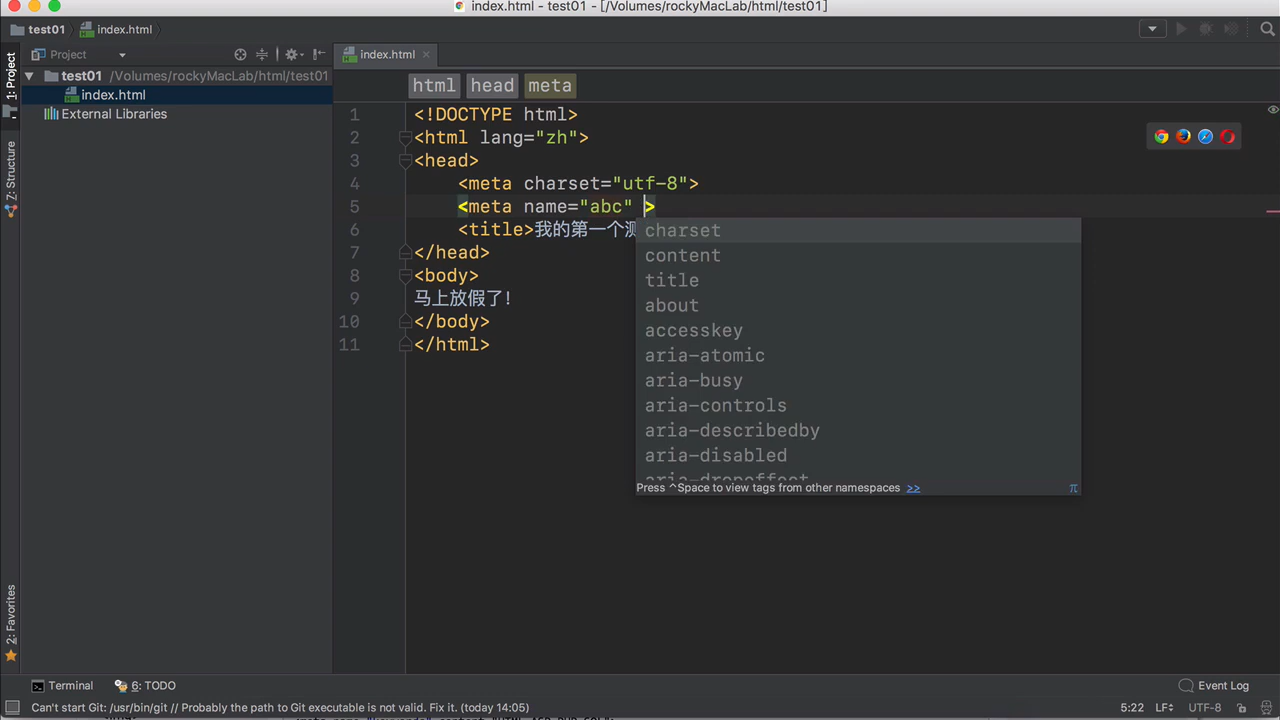 index.html - test01 - [/Volumes/rockyMacLab/html/test01]
test01 index.html
Project
index.html
1: Project
test01 /Volumes/rockyMacLab/html/test01
index.html
External Libraries
Z: Structure
2: Favorites
html head meta
1 <!DOCTYPE html>
2 <html lang="zh">
3 <head>
4 <meta charset="utf-8">
5 <meta name="abc" >
6 <title>我的第一个测
7 </head>
8 <body>
9 马上放假了!
10 </body>
11 </html>
charset
content
title
about
accesskey
aria-atomic
aria-busy
aria-controls
aria-describedby
aria-disabled
aria-dropeffect
Press ^Space to view tags from other namespaces >>
π
Terminal 6: TODO Event Log
Can't start Git: /usr/bin/git // Probably the path to Git executable is not valid. Fix it. (today 14:05) 5:22 LF÷ UTF-8